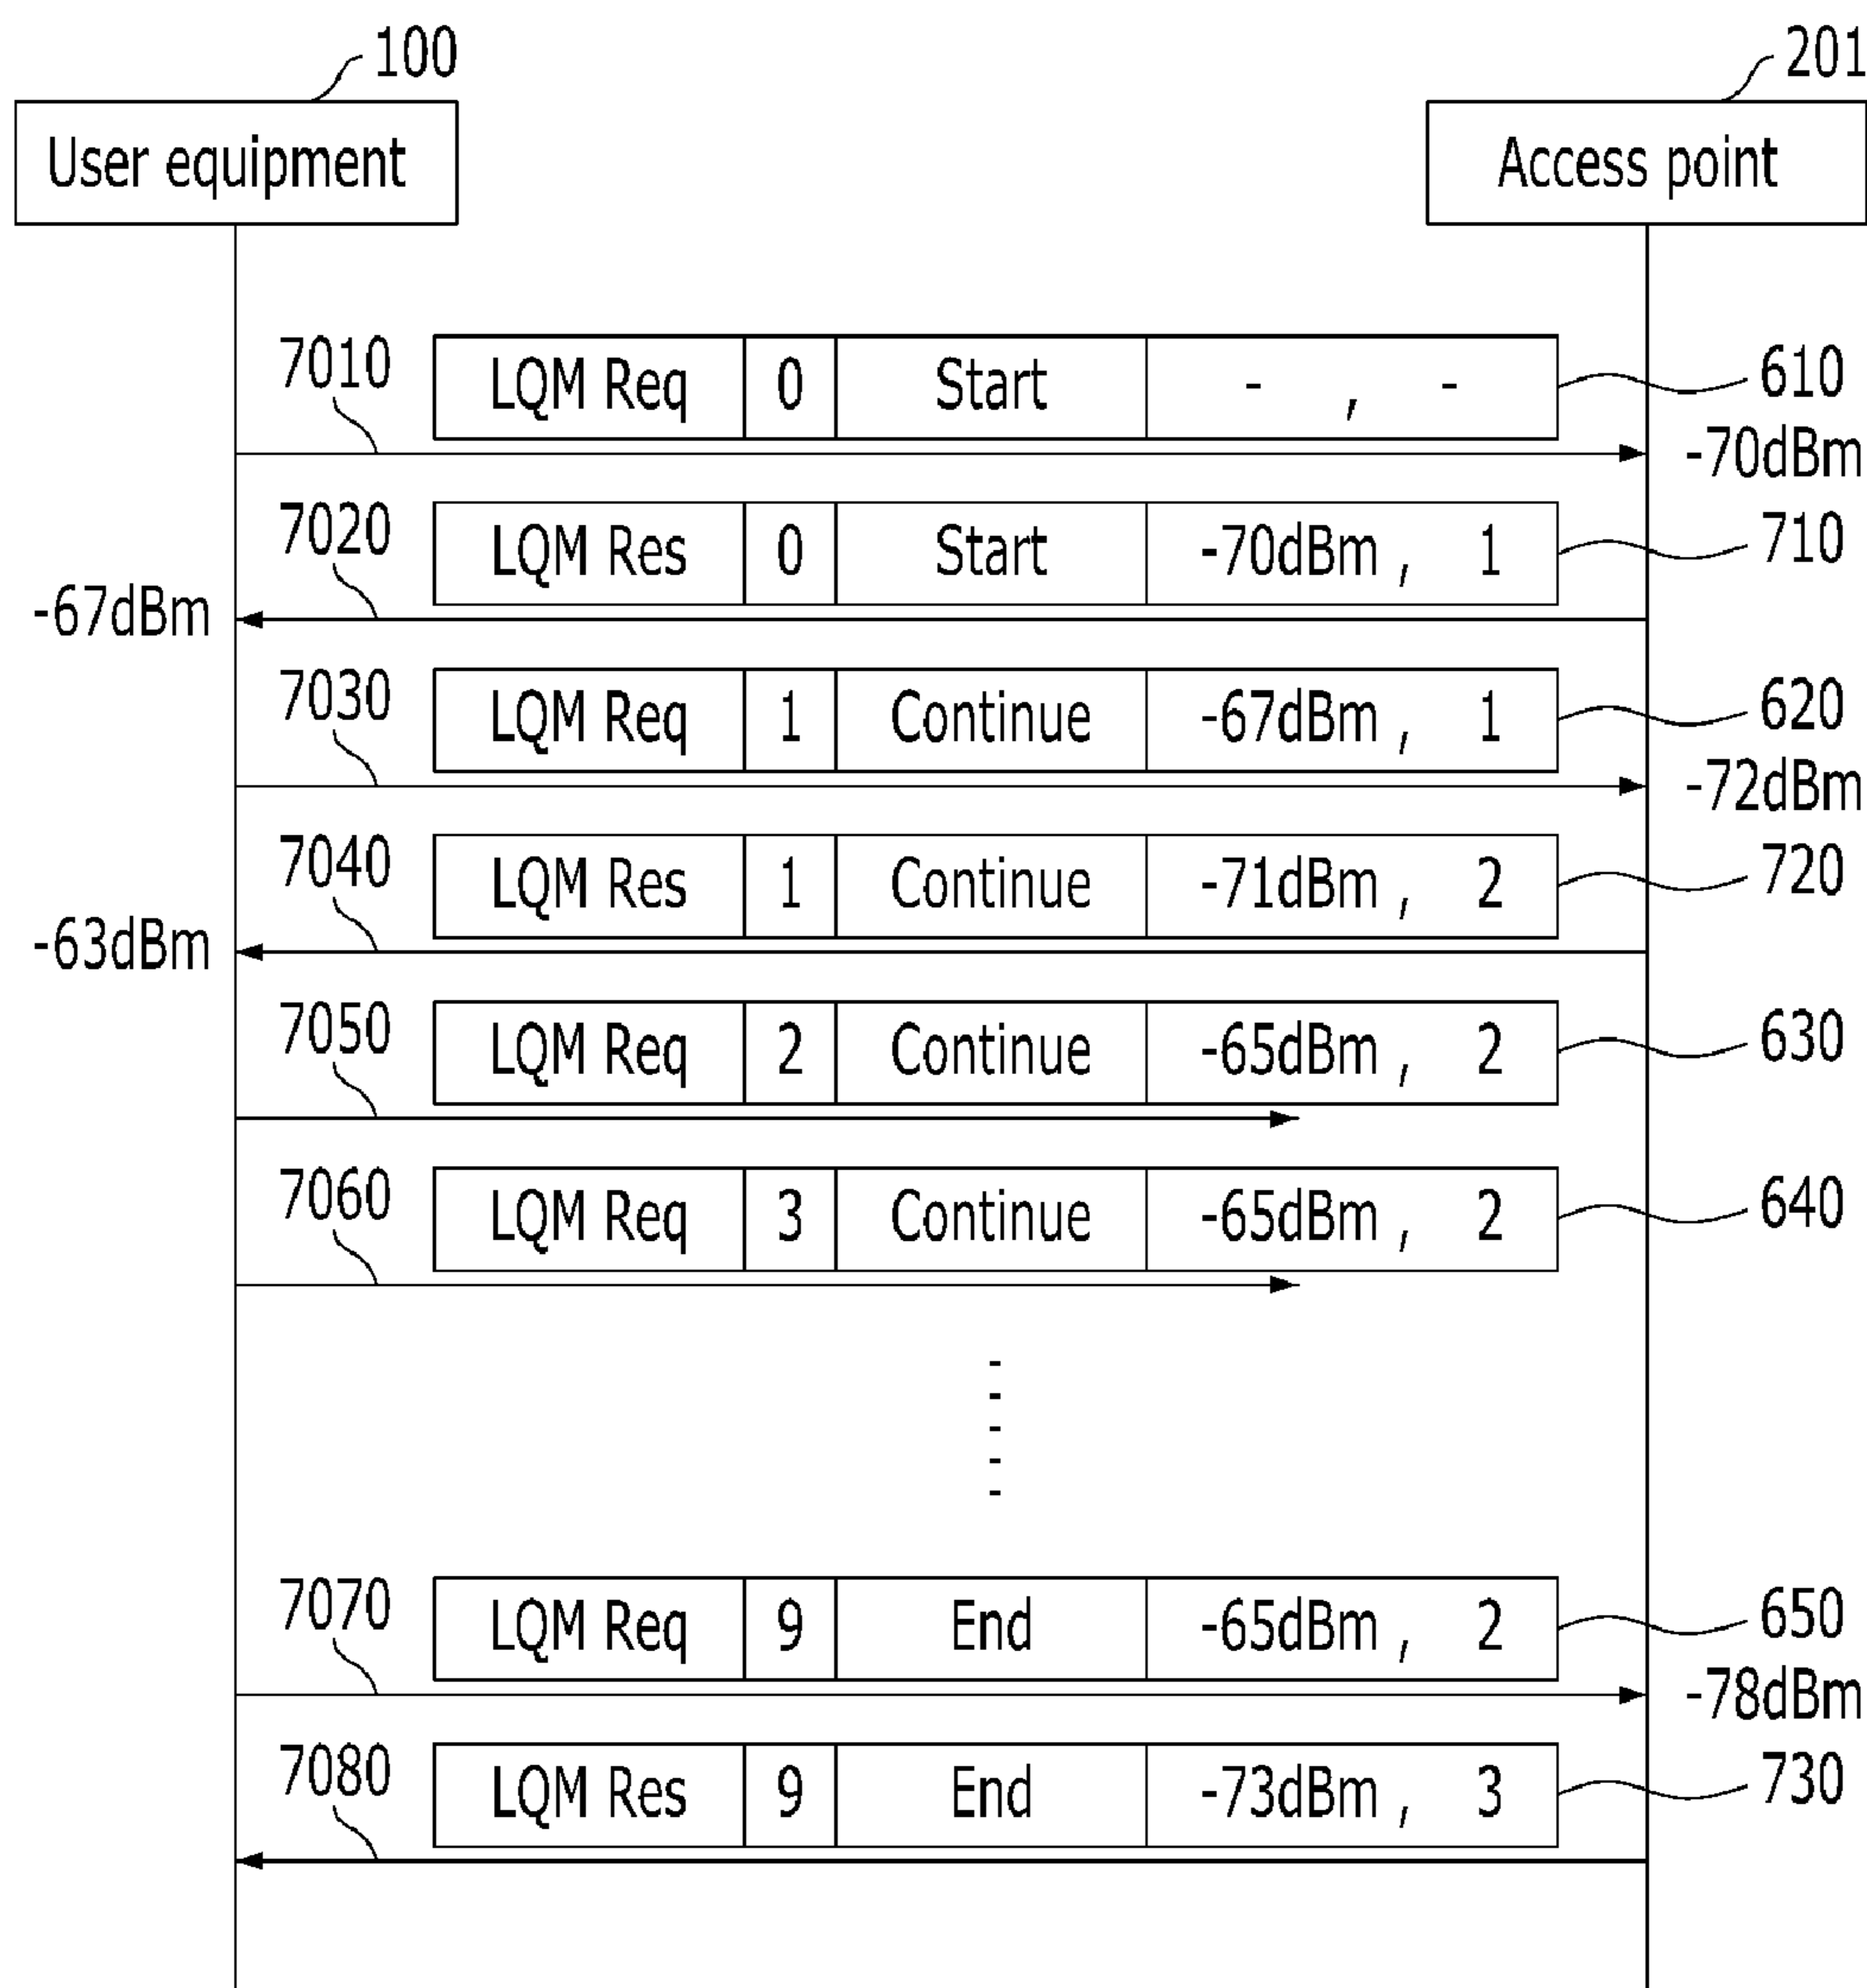 100
201
User equipment
Access point
7010
LQM Req 0 Start - , -
610
-70dBm
7020
LQM Res 0 Start -70dBm , 1
710
-67dBm
7030
LQM Req 1 Continue -67dBm , 1
620
-72dBm
7040
LQM Res 1 Continue -71dBm , 2
720
-63dBm
7050
LQM Req 2 Continue -65dBm , 2
630
7060
LQM Req 3 Continue -65dBm , 2
640
7070
LQM Req 9 End -65dBm , 2
650
-78dBm
7080
LQM Res 9 End -73dBm , 3
730